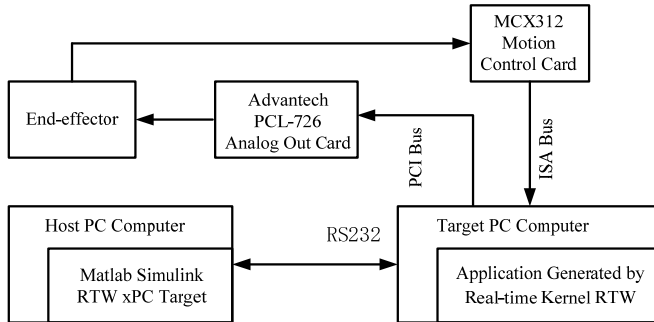 MCX312
Motion
Control Card
End-effector
Advantech
PCL-726
Analog Out Card
PCI Bus
ISA Bus
Host PC Computer
RS232
Target PC Computer
Matlab Simulink
RTW xPC Target
Application Generated by
Real-time Kernel RTW